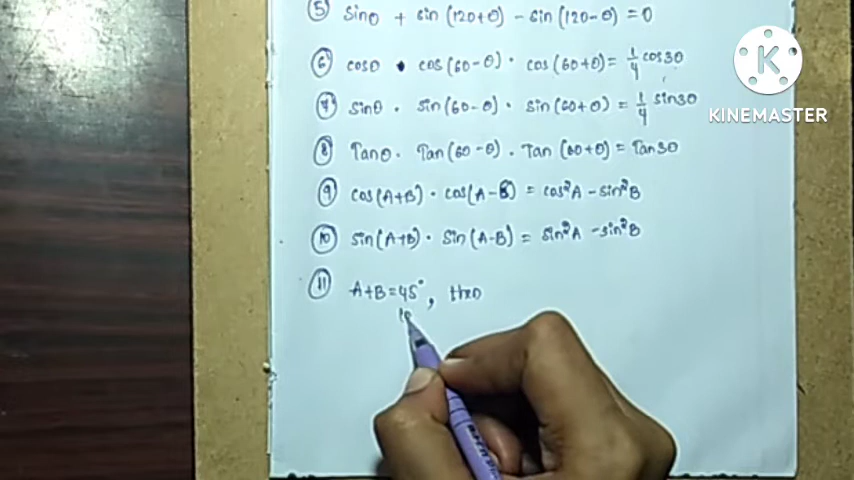 ⑤ sinθ + sin(120+θ) - sin(120-θ) = 0
⑥ cosθ · cos(60-θ) · cos(60+θ) = 1/4 cos3θ
⑦ sinθ · sin(60-θ) · sin(60+θ) = 1/4 sin3θ
⑧ Tanθ · Tan(60-θ) · Tan(60+θ) = Tan3θ
⑨ cos(A+B) · cos(A-B) = cos²A - sin²B
⑩ sin(A+B) · sin(A-B) = sin²A - sin²B
⑪ A+B = 45°, then
KINEMASTER